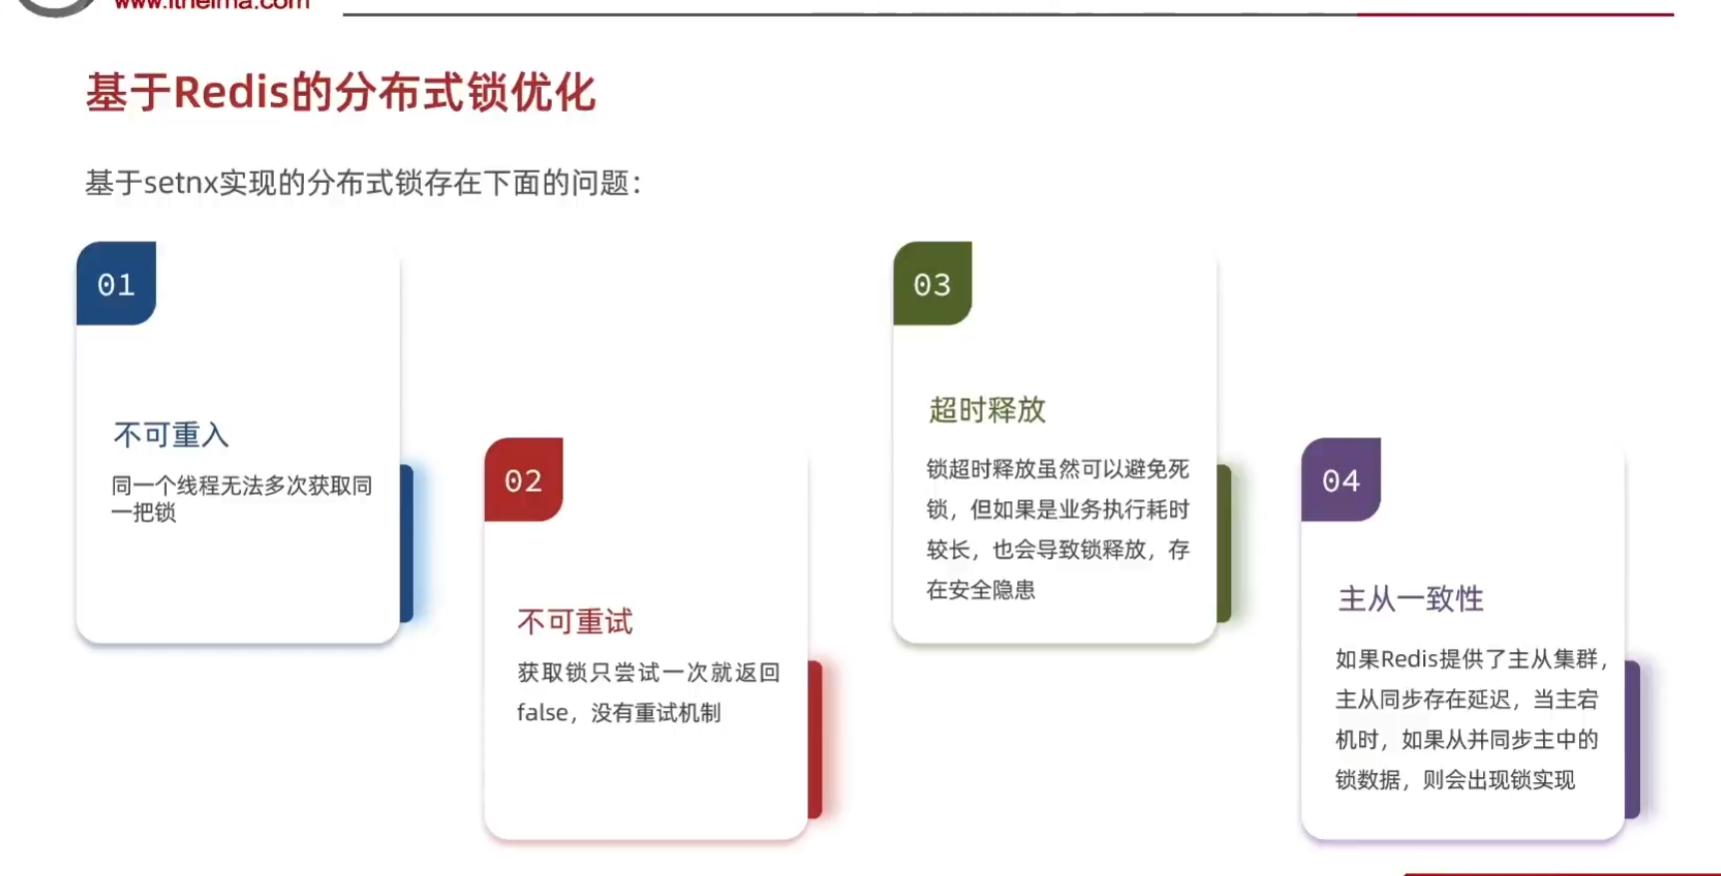 www.itheima.com
基于Redis的分布式锁优化
基于setnx实现的分布式锁存在下面的问题：
01
不可重入
同一个线程无法多次获取同
一把锁
02
不可重试
获取锁只尝试一次就返回
false，没有重试机制
03
超时释放
锁超时释放虽然可以避免死
锁，但如果是业务执行耗时
较长，也会导致锁释放，存
在安全隐患
04
主从一致性
如果Redis提供了主从集群，
主从同步存在延迟，当主宕
机时，如果从并同步主中的
锁数据，则会出现锁实现